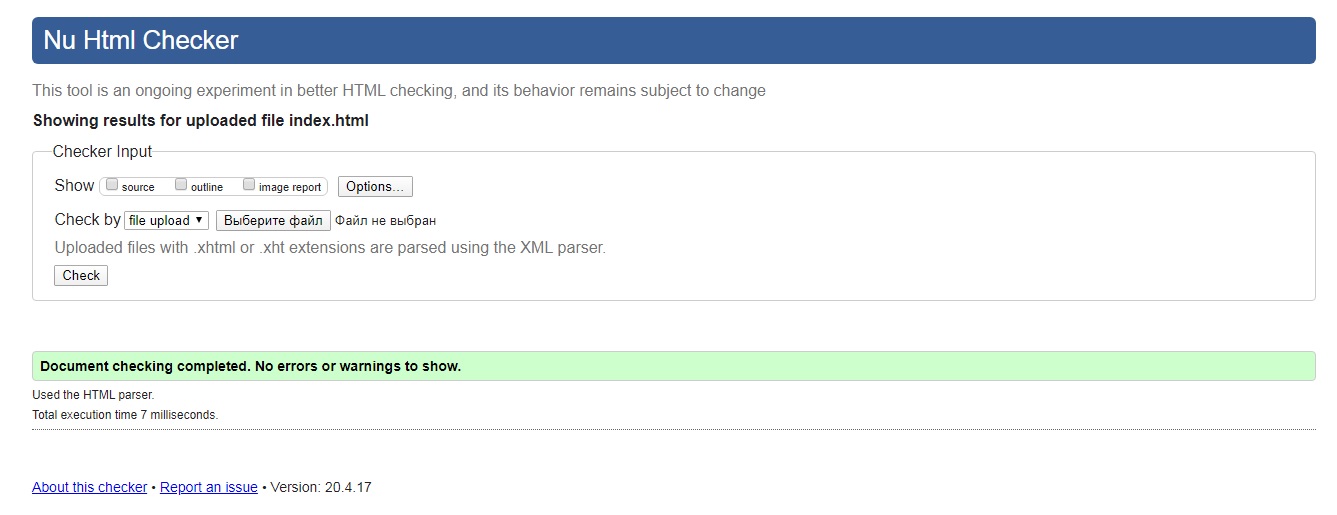 Nu Html Checker
This tool is an ongoing experiment in better HTML checking, and its behavior remains subject to change
Showing results for uploaded file index.html
Checker Input
Show source outline image report Options...
Check by file upload Выберите файл Файл не выбран
Uploaded files with .xhtml or .xht extensions are parsed using the XML parser.
Check
Document checking completed. No errors or warnings to show.
Used the HTML parser.
Total execution time 7 milliseconds.
About this checker • Report an issue • Version: 20.4.17